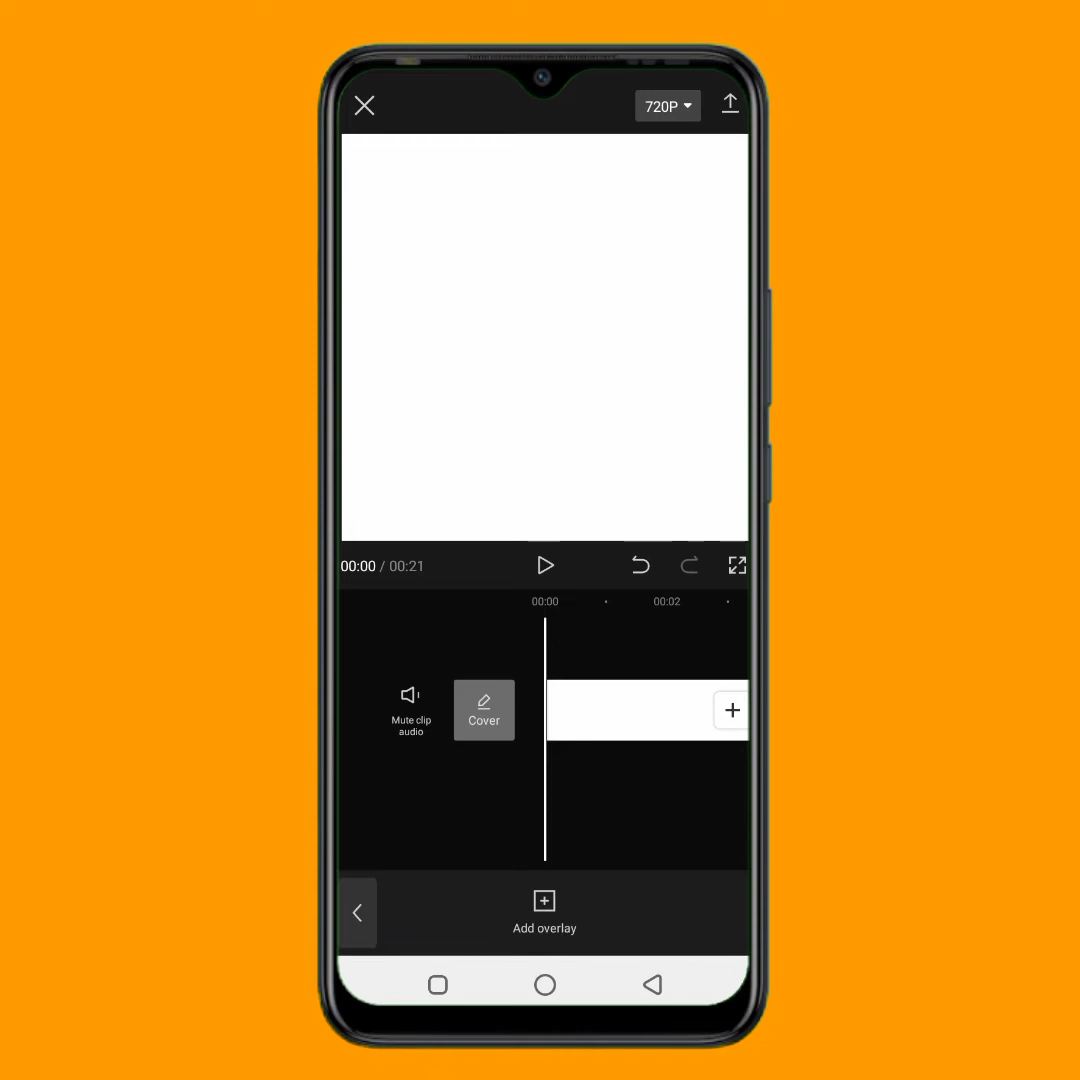 720P
00:00 / 00:21
00:00
00:02
Mute clip
audio
Cover
Add overlay